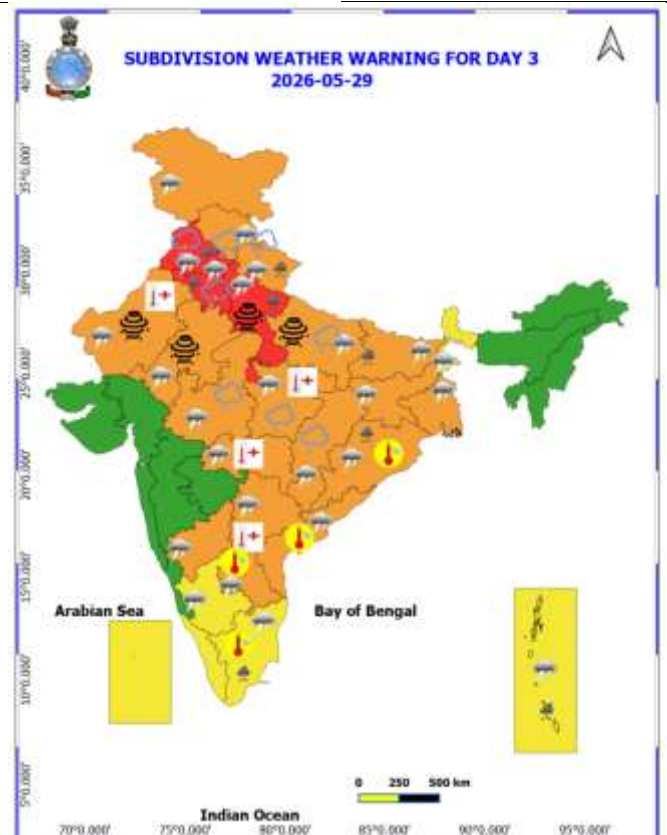 SUBDIVISION WEATHER WARNING FOR DAY 3
2026-05-29
40°0.000'
35°0.000'
30°0.000'
25°0.000'
20°0.000'
15°0.000'
Arabian Sea
Bay of Bengal
10°0.000'
0 250 500 km
5°0.000'
Indian Ocean
70°0.000' 75°0.000' 80°0.000' 85°0.000' 90°0.000' 95°0.000'